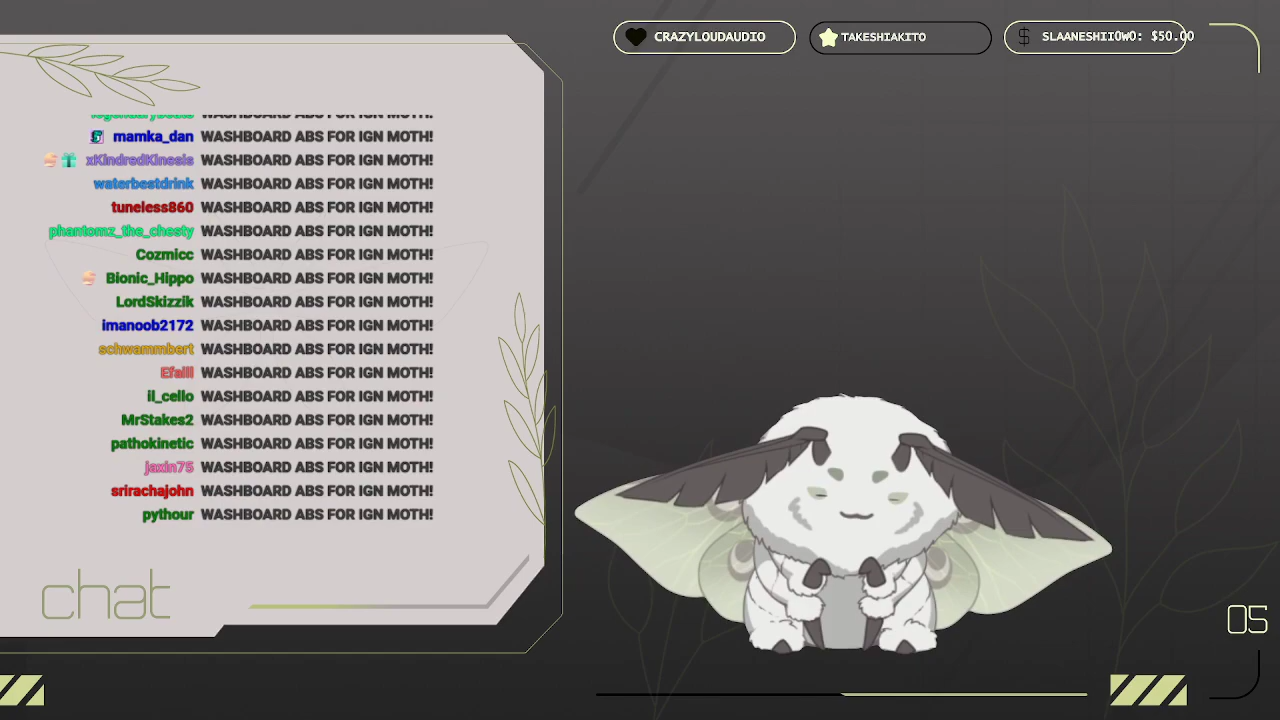 CRAZYLOUDAUDIO
TAKESHIAKITO
$ SLAANESHII0W0: $50.00
WASHBOARD ABS FOR IGN MOTH!
mamka_dan WASHBOARD ABS FOR IGN MOTH!
xKindredKinesis WASHBOARD ABS FOR IGN MOTH!
waterbestdrink WASHBOARD ABS FOR IGN MOTH!
tuneless860 WASHBOARD ABS FOR IGN MOTH!
phantomz_the_chesty WASHBOARD ABS FOR IGN MOTH!
Cozmicc WASHBOARD ABS FOR IGN MOTH!
Bionic_Hippo WASHBOARD ABS FOR IGN MOTH!
LordSkizzik WASHBOARD ABS FOR IGN MOTH!
imanoob2172 WASHBOARD ABS FOR IGN MOTH!
schwammbert WASHBOARD ABS FOR IGN MOTH!
WASHBOARD ABS FOR IGN MOTH!
il_cello WASHBOARD ABS FOR IGN MOTH!
MrStakes2 WASHBOARD ABS FOR IGN MOTH!
pathokinetic WASHBOARD ABS FOR IGN MOTH!
jaxin75 WASHBOARD ABS FOR IGN MOTH!
srirachajohn WASHBOARD ABS FOR IGN MOTH!
pythour WASHBOARD ABS FOR IGN MOTH!
chat
05